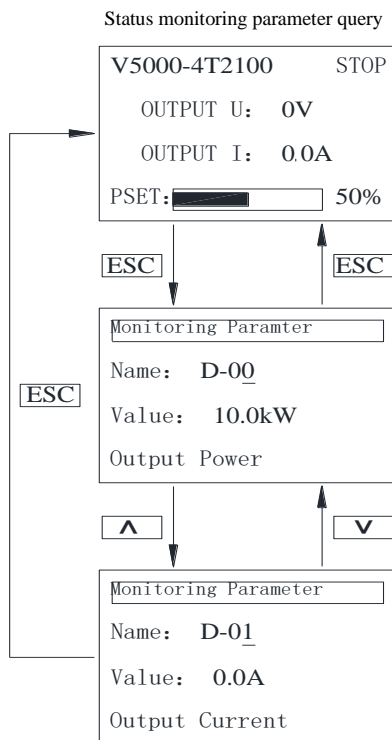 Status monitoring parameter query
V5000-4T2100 STOP
OUTPUT U: 0V
OUTPUT I: 0.0A
PSET: 50%
ESC ESC
Monitoring Paramter
Name: D-00
ESC
Value: 10.0kW
Output Power
∧ ∨
Monitoring Parameter
Name: D-01
Value: 0.0A
Output Current